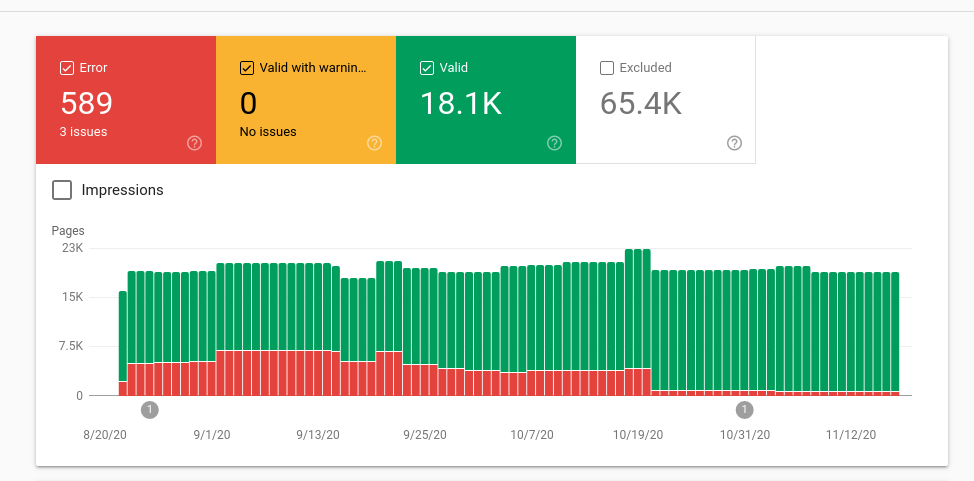 Error
589
3 issues
Valid with warnin...
0
No issues
Valid
18.1K
Excluded
65.4K
Impressions
Pages
23K
15K
7.5K
0
1 1
8/20/20 9/1/20 9/13/20 9/25/20 10/7/20 10/19/20 10/31/20 11/12/20